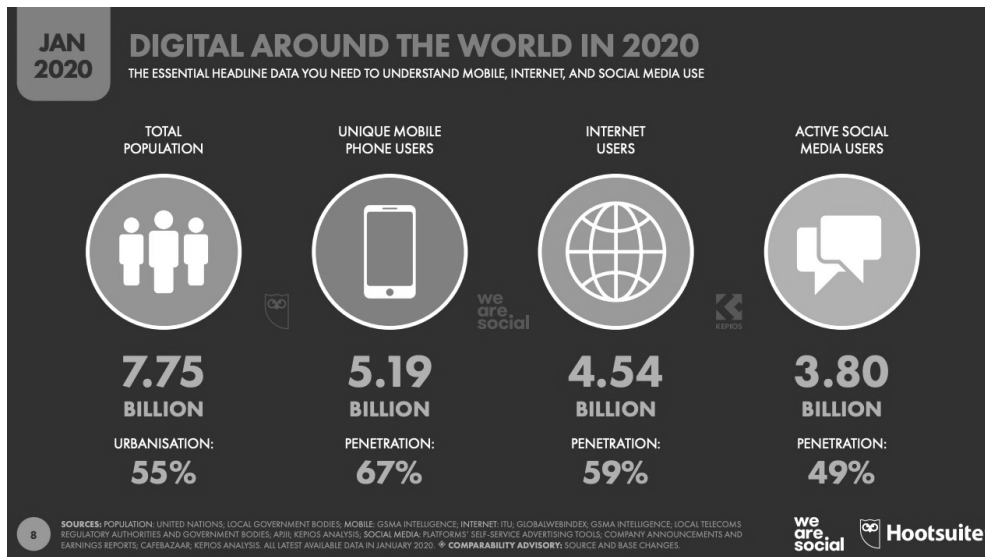 JAN
2020
DIGITAL AROUND THE WORLD IN 2020
THE ESSENTIAL HEADLINE DATA YOU NEED TO UNDERSTAND MOBILE, INTERNET, AND SOCIAL MEDIA USE
TOTAL
POPULATION
UNIQUE MOBILE
PHONE USERS
INTERNET
USERS
ACTIVE SOCIAL
MEDIA USERS
we
are.
social
KEPIOS
7.75
BILLION
5.19
BILLION
4.54
BILLION
3.80
BILLION
URBANISATION:
55%
PENETRATION:
67%
PENETRATION:
59%
PENETRATION:
49%
8
SOURCES: POPULATION: UNITED NATIONS; LOCAL GOVERNMENT BODIES; MOBILE: GSMA INTELLIGENCE; INTERNET: ITU; GLOBALWEBINDEX; GSMA INTELLIGENCE; LOCAL TELECOMS
REGULATORY AUTHORITIES AND GOVERNMENT BODIES; APJII; KEPIOS ANALYSIS; SOCIAL MEDIA: PLATFORMS' SELF-SERVICE ADVERTISING TOOLS; COMPANY ANNOUNCEMENTS AND
EARNINGS REPORTS; CAFEBAZAAR; KEPIOS ANALYSIS. ALL LATEST AVAILABLE DATA IN JANUARY 2020. ◈ COMPARABILITY ADVISORY: SOURCE AND BASE CHANGES.
we
are.
social
Hootsuite